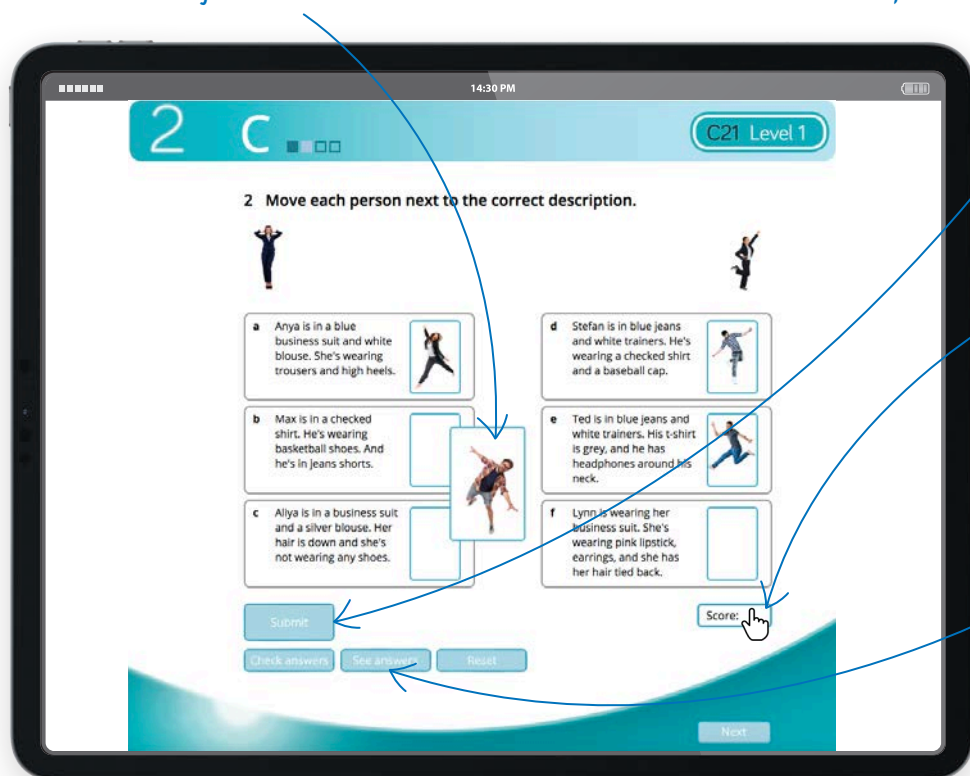 14:30 PM
2 C
C21 Level 1
2 Move each person next to the correct description.
a Anya is in a blue
business suit and white
blouse. She's wearing
trousers and high heels.
b Max is in a checked
shirt. He's wearing
basketball shoes. And
he's in jeans shorts.
c Aliya is in a business suit
and a silver blouse. Her
hair is down and she's
not wearing any shoes.
d Stefan is in blue jeans
and white trainers. He's
wearing a checked shirt
and a baseball cap.
e Ted is in blue jeans and
white trainers. His t-shirt
is grey, and he has
headphones around his
neck.
f Lynn is wearing her
business suit. She's
wearing pink lipstick,
earrings, and she has
her hair tied back.
Submit
Score:
Check answers See answers Reset
Next